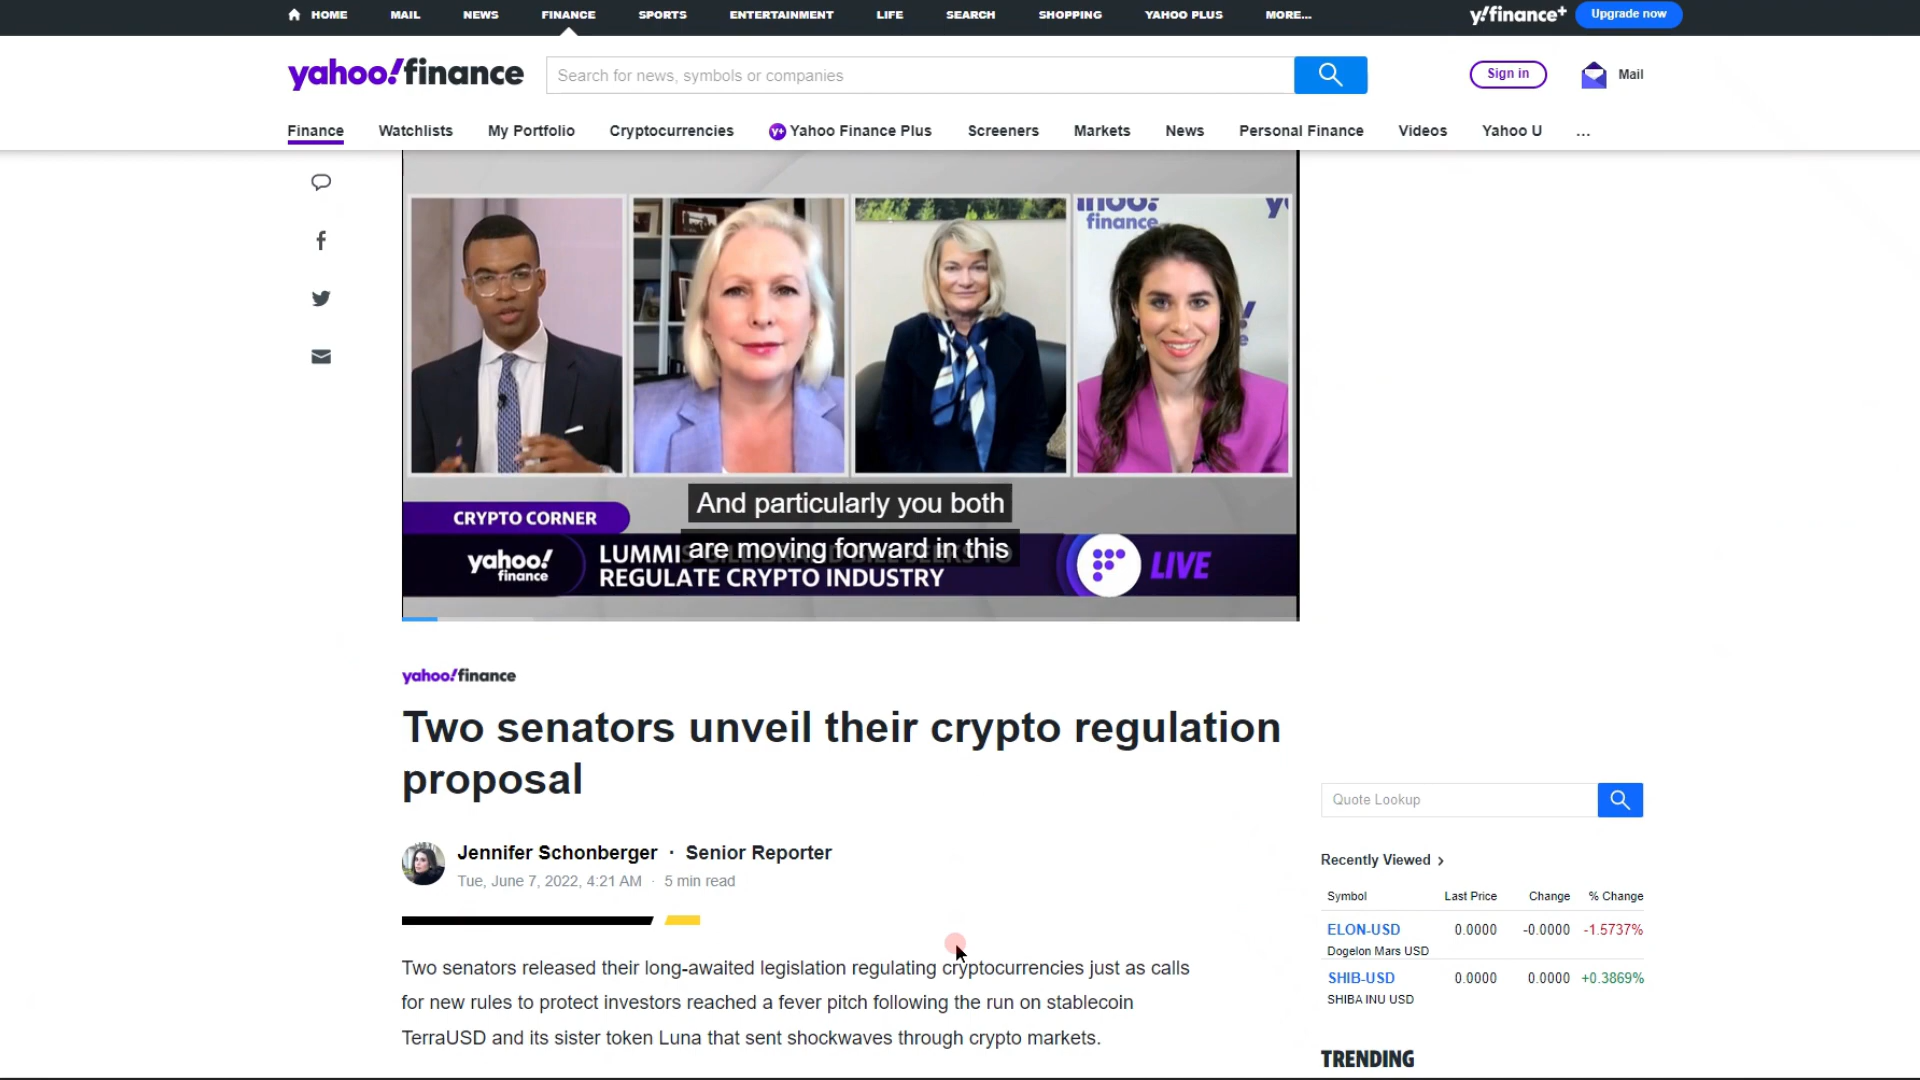 HOME MAIL NEWS FINANCE SPORTS ENTERTAINMENT LIFE SEARCH SHOPPING YAHOO PLUS MORE... y!finance+ Upgrade now
yahoo!finance Search for news, symbols or companies Sign in Mail
Finance Watchlists My Portfolio Cryptocurrencies y+ Yahoo Finance Plus Screeners Markets News Personal Finance Videos Yahoo U ...
finance
And particularly you both
are moving forward in this
CRYPTO CORNER
yahoo!
finance
LUMMIS
REGULATE CRYPTO INDUSTRY
LIVE
yahoo!finance
Two senators unveil their crypto regulation
proposal
Jennifer Schonberger · Senior Reporter
Tue, June 7, 2022, 4:21 AM · 5 min read
Two senators released their long-awaited legislation regulating cryptocurrencies just as calls
for new rules to protect investors reached a fever pitch following the run on stablecoin
TerraUSD and its sister token Luna that sent shockwaves through crypto markets.
Quote Lookup
Recently Viewed >
Symbol Last Price Change % Change
ELON-USD 0.0000 -0.0000 -1.5737%
Dogelon Mars USD
SHIB-USD 0.0000 0.0000 +0.3869%
SHIBA INU USD
TRENDING